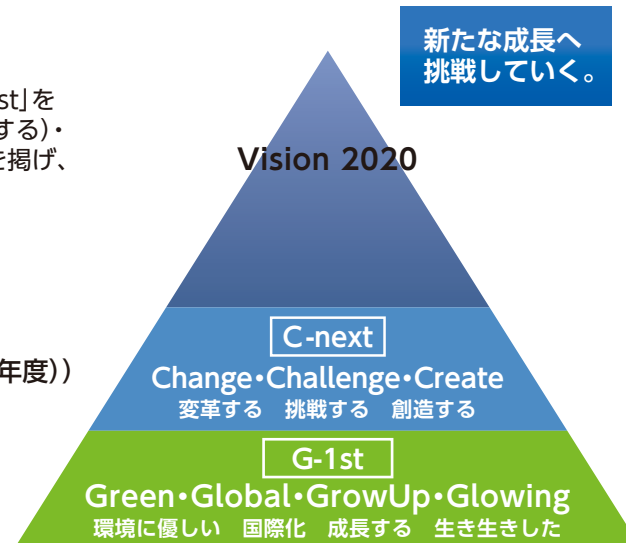 新たな成長へ
挑戦していく。
st」を
する)・
を掲げ、
Vision 2020
C-next
年度))
Change・Challenge・Create
変革する 挑戦する 創造する
G-1st
Green・Global・GrowUp・Glowing
環境に優しい 国際化 成長する 生き生きした